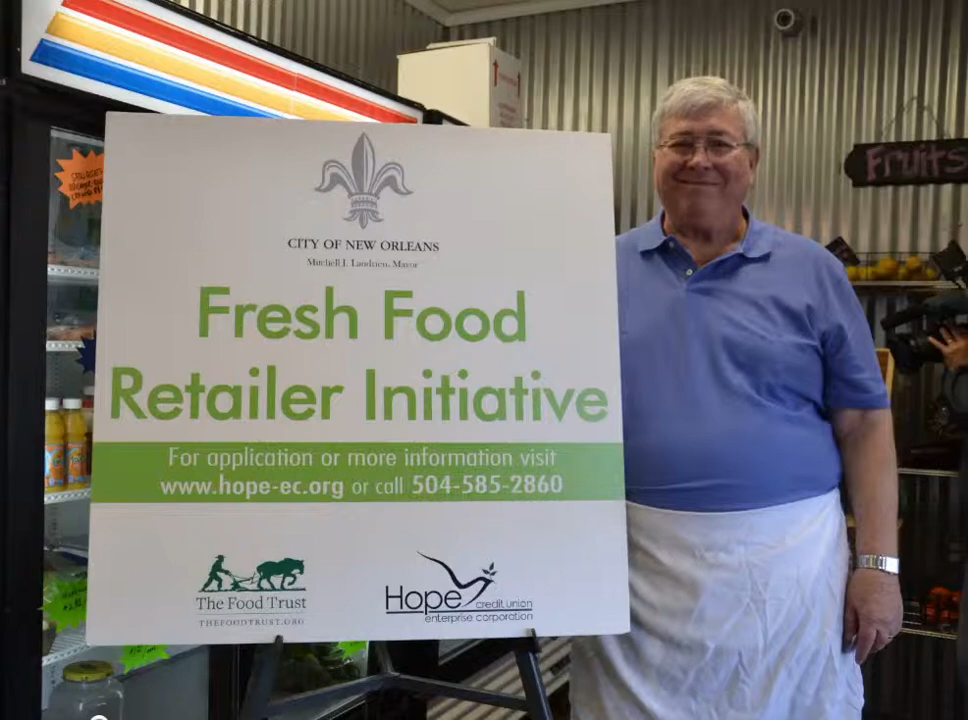 CITY OF NEW ORLEANS
Mitchell J. Landrieu, Mayor
Fresh Food
Retailer Initiative
For application or more information visit
www.hope-ec.org or call 504-585-2860
The Food Trust
THEFOODTRUST.ORG
Hope credit union
enterprise corporation
Fruits